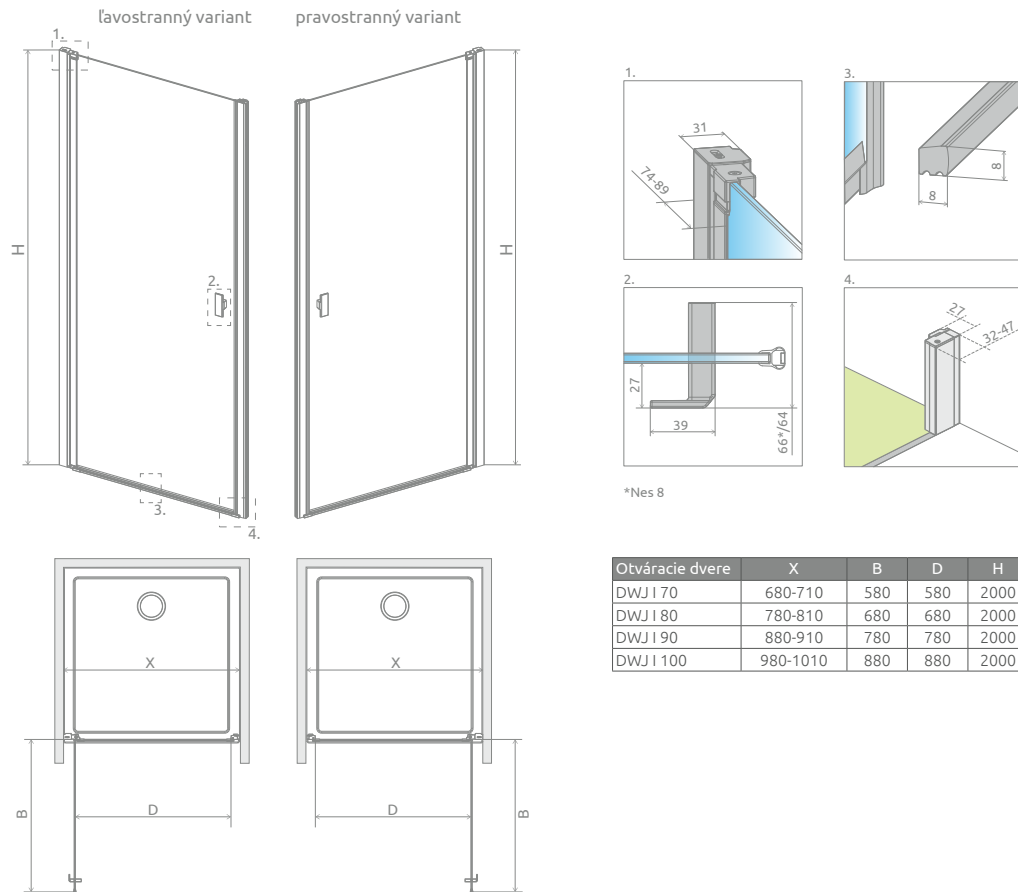 ľavostranný variant
pravostranný variant
1.
H
2.
3.
4.
H
1.
31
74-89
3.
8
8
2.
27
39
66*/64
4.
27
32-47
*Nes 8
X
D
B
X
D
B
Otváracie dvere X B D H
DWJ I 70 680-710 580 580 2000
DWJ I 80 780-810 680 680 2000
DWJ I 90 880-910 780 780 2000
DWJ I 100 980-1010 880 880 2000